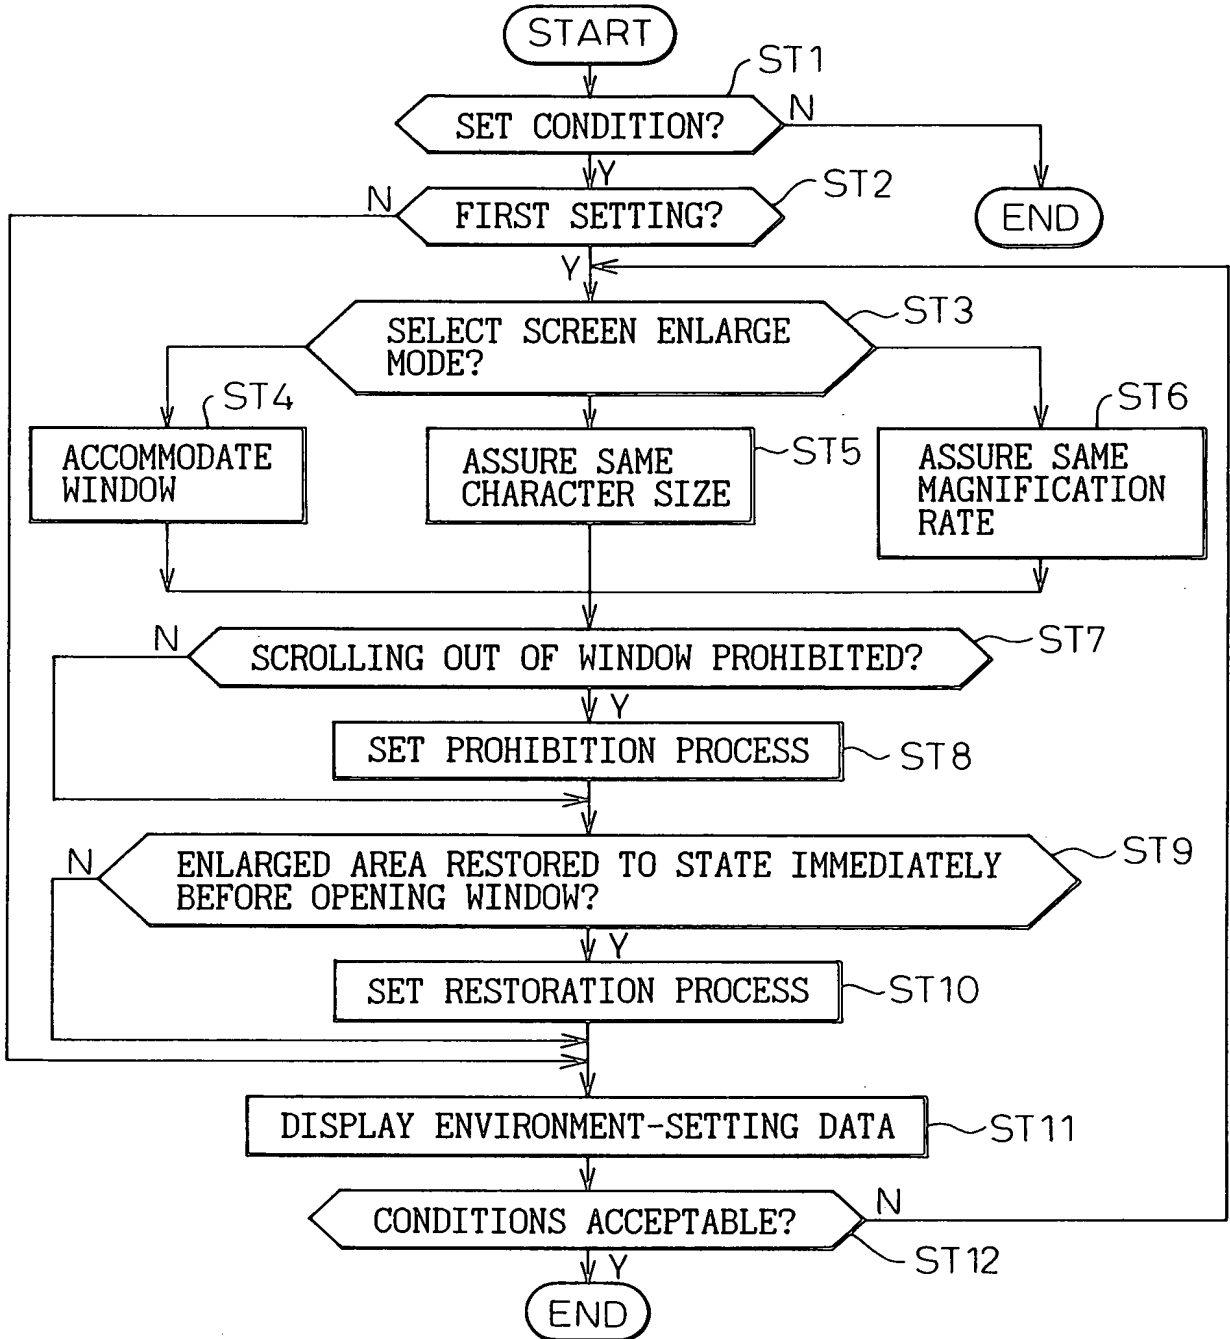 START
ST1
SET CONDITION?
N
Y
N
ST2
FIRST SETTING?
END
Y
ST3
SELECT SCREEN ENLARGE
MODE?
ST4
ST6
ACCOMMODATE
WINDOW
ASSURE SAME
CHARACTER SIZE
ST5
ASSURE SAME
MAGNIFICATION
RATE
N
ST7
SCROLLING OUT OF WINDOW PROHIBITED?
Y
SET PROHIBITION PROCESS
ST8
N
ST9
ENLARGED AREA RESTORED TO STATE IMMEDIATELY
BEFORE OPENING WINDOW?
Y
SET RESTORATION PROCESS
ST10
DISPLAY ENVIRONMENT-SETTING DATA
ST11
N
CONDITIONS ACCEPTABLE?
ST12
Y
END